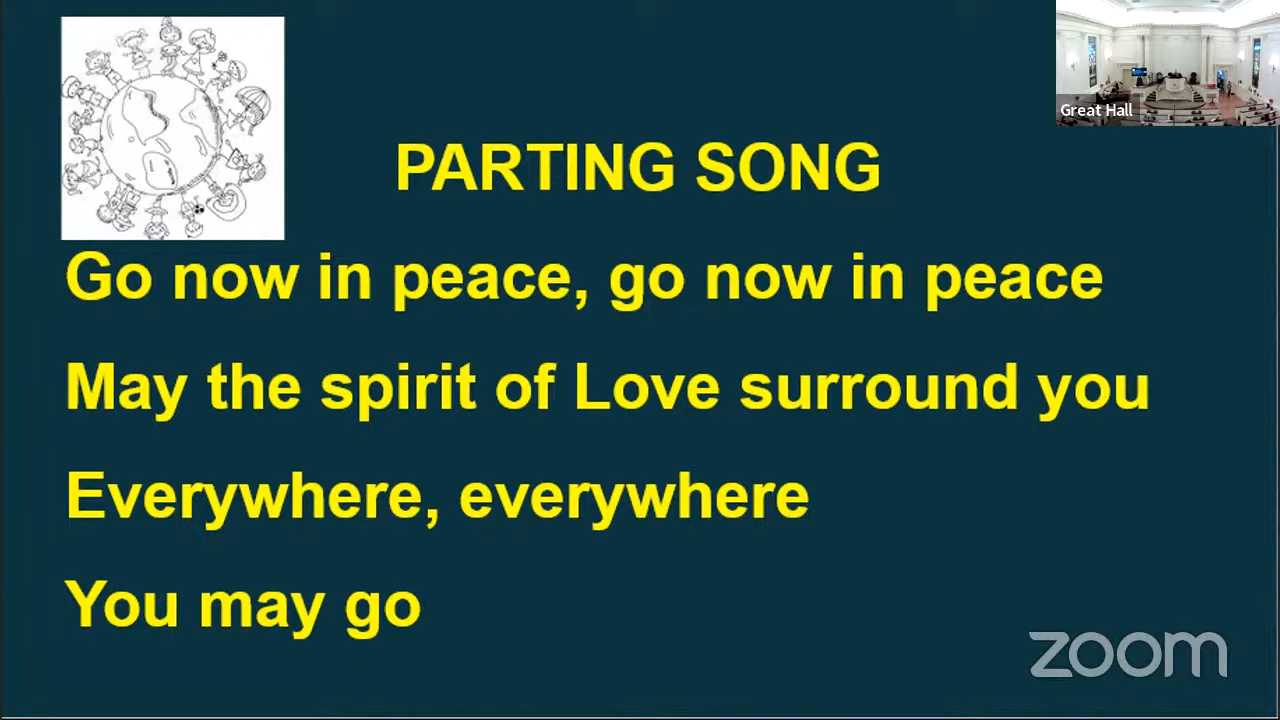 Great Hall
PARTING SONG
Go now in peace, go now in peace
May the spirit of Love surround you
Everywhere, everywhere
You may go
zoom